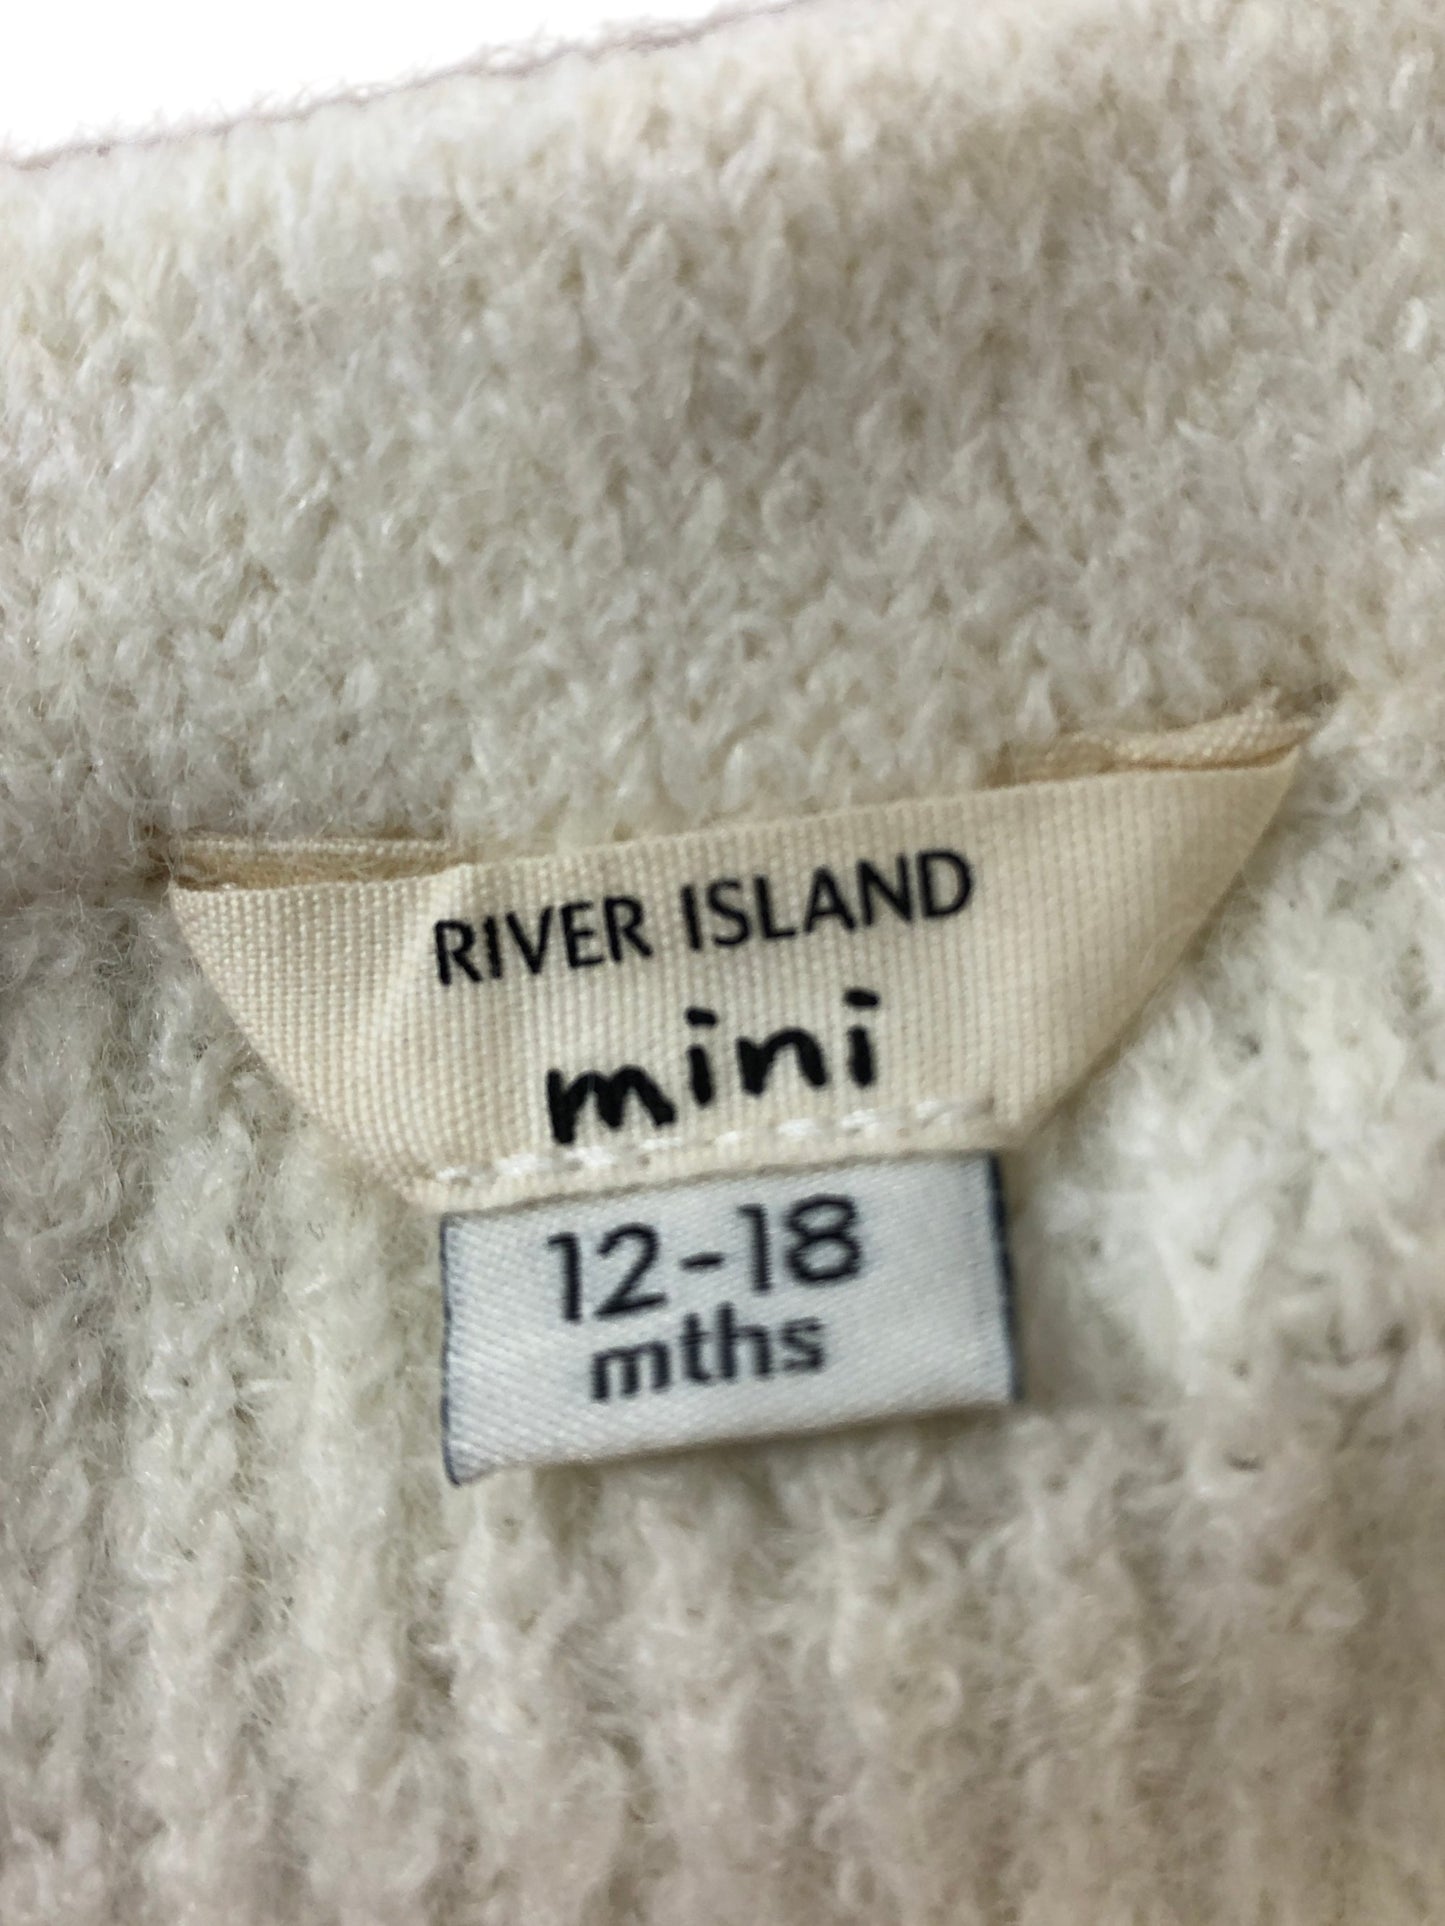 RIVER ISLAND
mini
12-18
mths